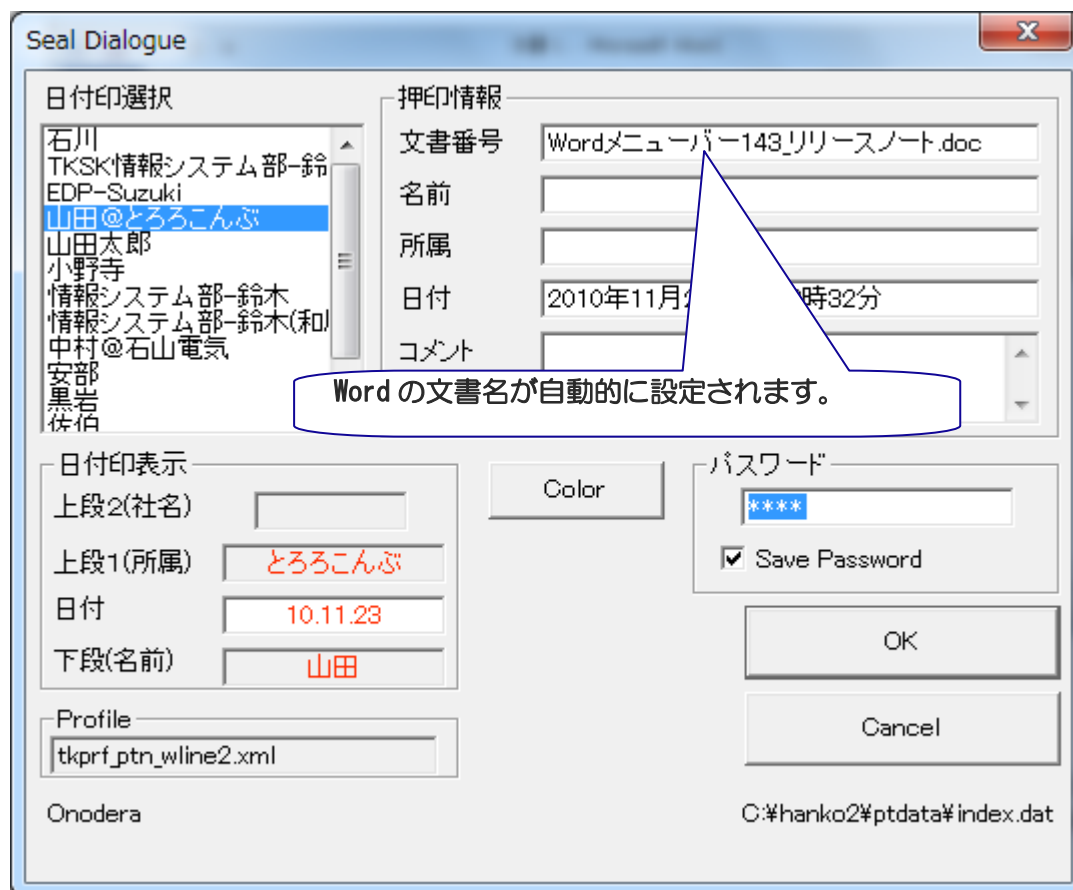 Seal Dialogue
日付印選択
石川
TKSK情報システム部-鈴
EDP-Suzuki
山田@とろろこんぶ
山田太郎
小野寺
情報システム部-鈴木
情報システム部-鈴木(和
中村@石山電気
安部
黒岩
佐伯
押印情報
文書番号 Wordメニューバー143_リリースノート.doc
名前
所属
日付 2010年11月 時32分
コメント
Word の文書名が自動的に設定されます。
日付印表示
上段2(社名)
上段1(所属) とろろこんぶ
日付 10.11.23
下段(名前) 山田
Color
パスワード
****
Save Password
OK
Cancel
Profile
tkprf_ptn_wline2.xml
Onodera
C:¥hanko2¥ptdata¥index.dat